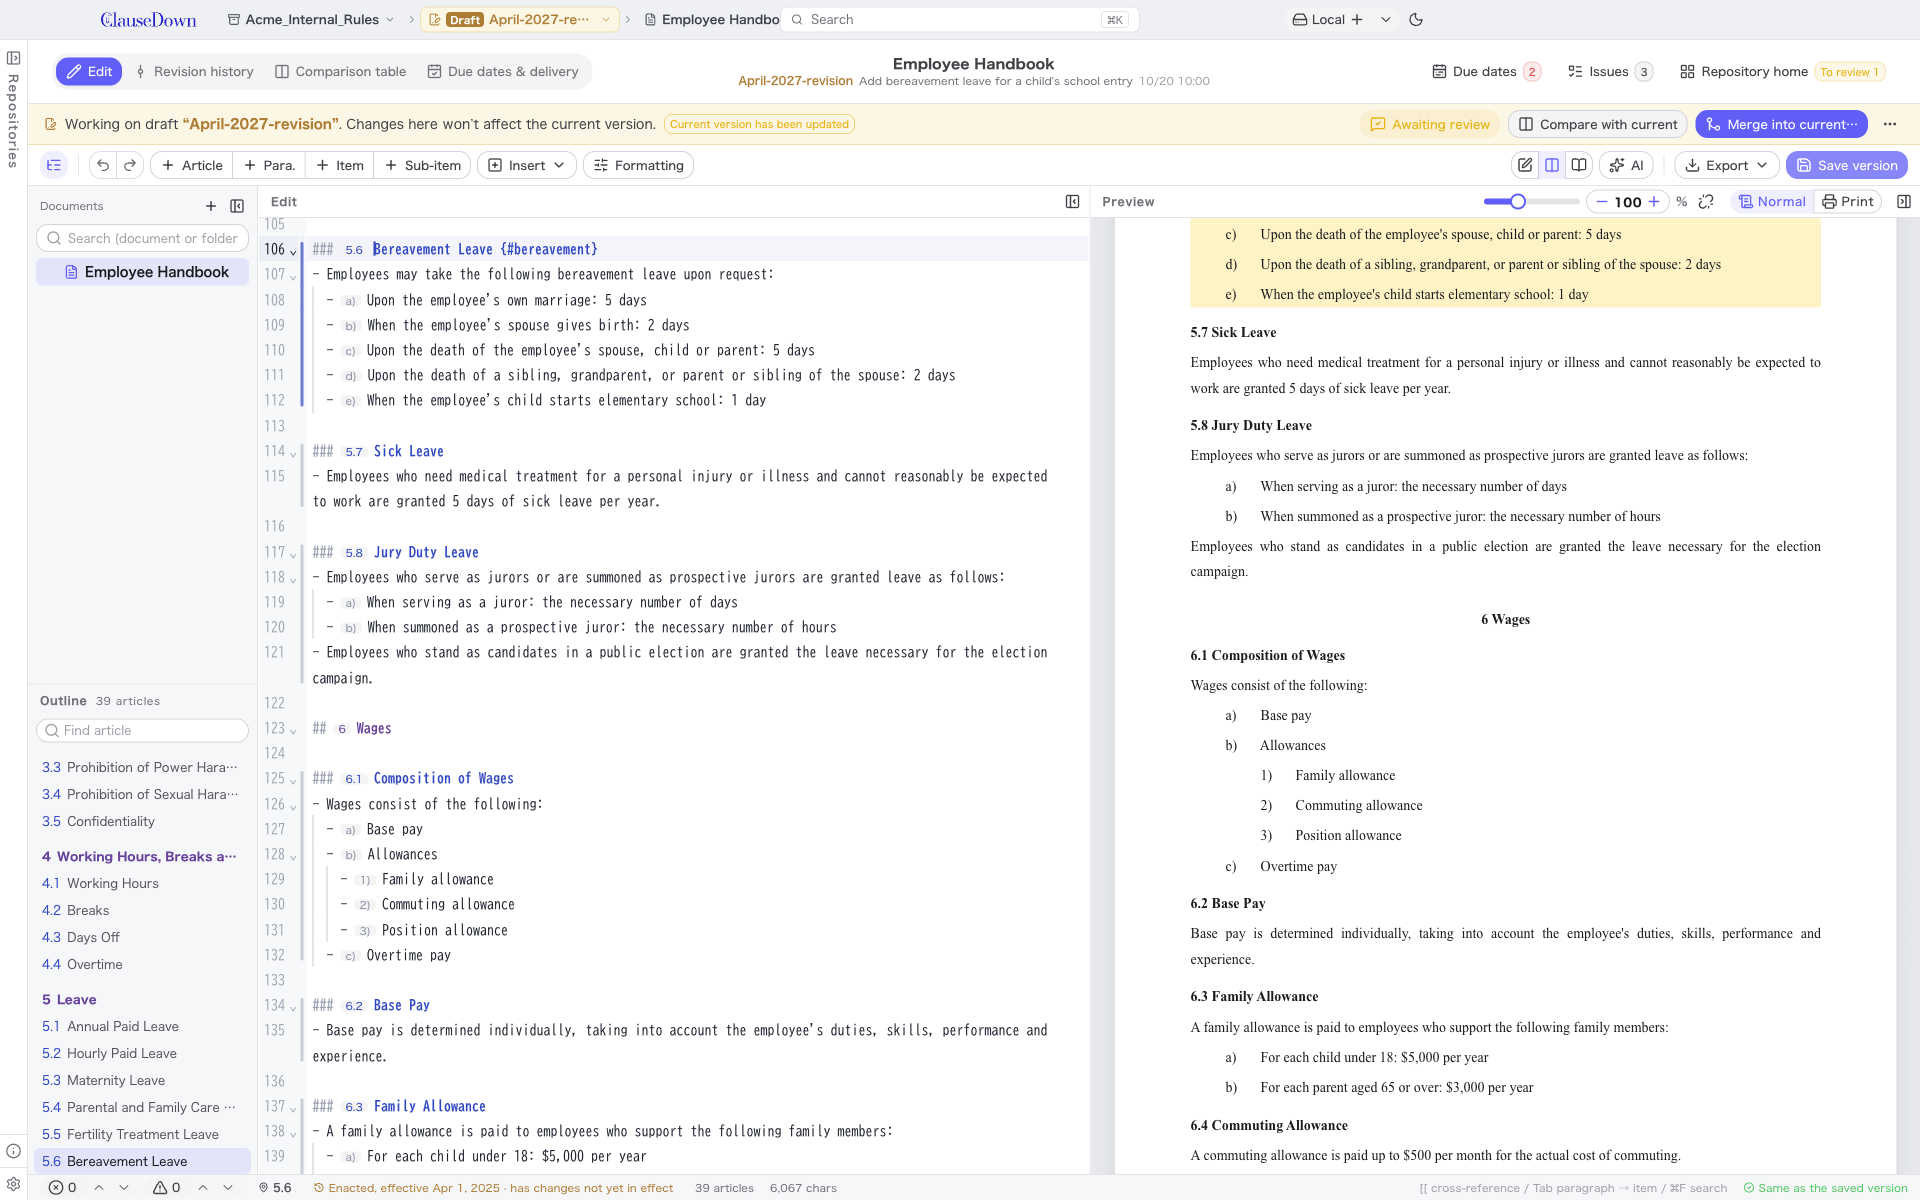 ClauseDown
Acme_Internal_Rules
Draft April-2027-re···
Employee Handbo
Search ⌘K
Local
Edit
Revision history
Comparison table
Due dates & delivery
Employee Handbook
April-2027-revision Add bereavement leave for a child's school entry 10/20 10:00
Due dates 2
Issues 3
Repository home To review 1
Repositories
Working on draft “April-2027-revision”. Changes here won't affect the current version. Current version has been updated
Awaiting review
Compare with current
Merge into current···
+ Article
+ Para.
+ Item
+ Sub-item
Insert
Formatting
AI
Export
Save version
Documents
Search (document or folder
Employee Handbook
Outline 39 articles
Find article
3.3 Prohibition of Power Hara···
3.4 Prohibition of Sexual Hara···
3.5 Confidentiality
4 Working Hours, Breaks a···
4.1 Working Hours
4.2 Breaks
4.3 Days Off
4.4 Overtime
5 Leave
5.1 Annual Paid Leave
5.2 Hourly Paid Leave
5.3 Maternity Leave
5.4 Parental and Family Care ···
5.5 Fertility Treatment Leave
5.6 Bereavement Leave
Edit
105
106 ### 5.6 Bereavement Leave {#bereavement}
107 - Employees may take the following bereavement leave upon request:
108 - a) Upon the employee's own marriage: 5 days
109 - b) When the employee's spouse gives birth: 2 days
110 - c) Upon the death of the employee's spouse, child or parent: 5 days
111 - d) Upon the death of a sibling, grandparent, or parent or sibling of the spouse: 2 days
112 - e) When the employee's child starts elementary school: 1 day
113
114 ### 5.7 Sick Leave
115 - Employees who need medical treatment for a personal injury or illness and cannot reasonably be expected
to work are granted 5 days of sick leave per year.
116
117 ### 5.8 Jury Duty Leave
118 - Employees who serve as jurors or are summoned as prospective jurors are granted leave as follows:
119 - a) When serving as a juror: the necessary number of days
120 - b) When summoned as a prospective juror: the necessary number of hours
121 - Employees who stand as candidates in a public election are granted the leave necessary for the election
campaign.
122
123 ## 6 Wages
124
125 ### 6.1 Composition of Wages
126 - Wages consist of the following:
127 - a) Base pay
128 - b) Allowances
129 - 1) Family allowance
130 - 2) Commuting allowance
131 - 3) Position allowance
132 - c) Overtime pay
133
134 ### 6.2 Base Pay
135 - Base pay is determined individually, taking into account the employee's duties, skills, performance and
experience.
136
137 ### 6.3 Family Allowance
138 - A family allowance is paid to employees who support the following family members:
139 - a) For each child under 18: $5,000 per year
Preview
− 100 + %
Normal
Print
c) Upon the death of the employee's spouse, child or parent: 5 days
d) Upon the death of a sibling, grandparent, or parent or sibling of the spouse: 2 days
e) When the employee's child starts elementary school: 1 day
5.7 Sick Leave
Employees who need medical treatment for a personal injury or illness and cannot reasonably be expected to
work are granted 5 days of sick leave per year.
5.8 Jury Duty Leave
Employees who serve as jurors or are summoned as prospective jurors are granted leave as follows:
a) When serving as a juror: the necessary number of days
b) When summoned as a prospective juror: the necessary number of hours
Employees who stand as candidates in a public election are granted the leave necessary for the election
campaign.
6 Wages
6.1 Composition of Wages
Wages consist of the following:
a) Base pay
b) Allowances
1) Family allowance
2) Commuting allowance
3) Position allowance
c) Overtime pay
6.2 Base Pay
Base pay is determined individually, taking into account the employee's duties, skills, performance and
experience.
6.3 Family Allowance
A family allowance is paid to employees who support the following family members:
a) For each child under 18: $5,000 per year
b) For each parent aged 65 or over: $3,000 per year
6.4 Commuting Allowance
A commuting allowance is paid up to $500 per month for the actual cost of commuting.
0
0
5.6
Enacted, effective Apr 1, 2025 · has changes not yet in effect
39 articles 6,067 chars
[[ cross-reference / Tab paragraph → item / ⌘F search
Same as the saved version